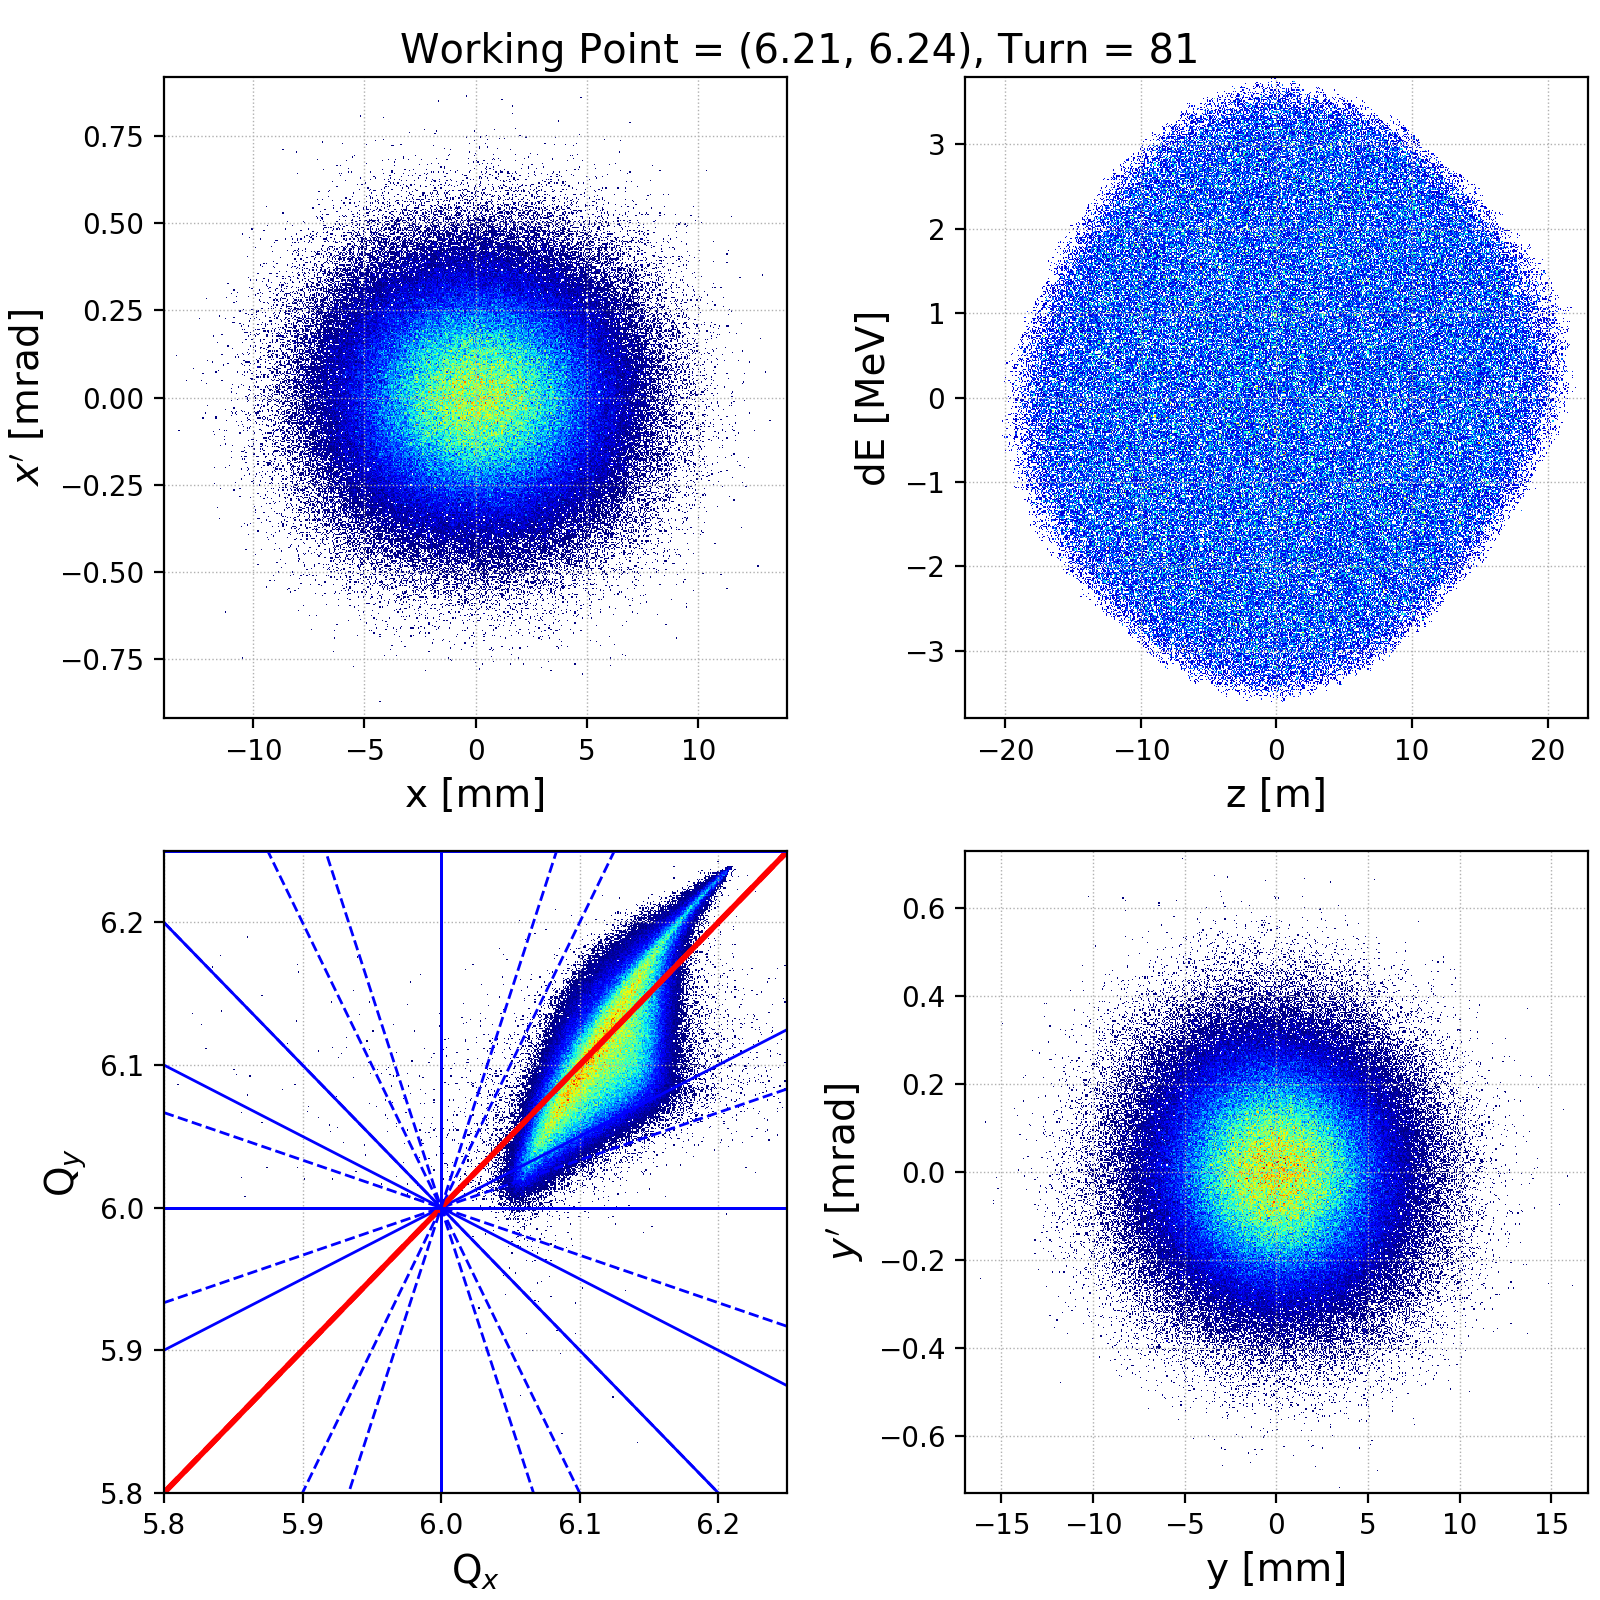 Working Point = (6.21, 6.24), Turn = 81
0.75
0.50
0.25
0.00
−0.25
−0.50
−0.75
x′ [mrad]
−10 −5 0 5 10
x [mm]
3
2
1
0
−1
−2
−3
dE [MeV]
−20 −10 0 10 20
z [m]
6.2
6.1
6.0
5.9
5.8
Qy
5.8 5.9 6.0 6.1 6.2
Qx
0.6
0.4
0.2
0.0
−0.2
−0.4
−0.6
y′ [mrad]
−15 −10 −5 0 5 10 15
y [mm]